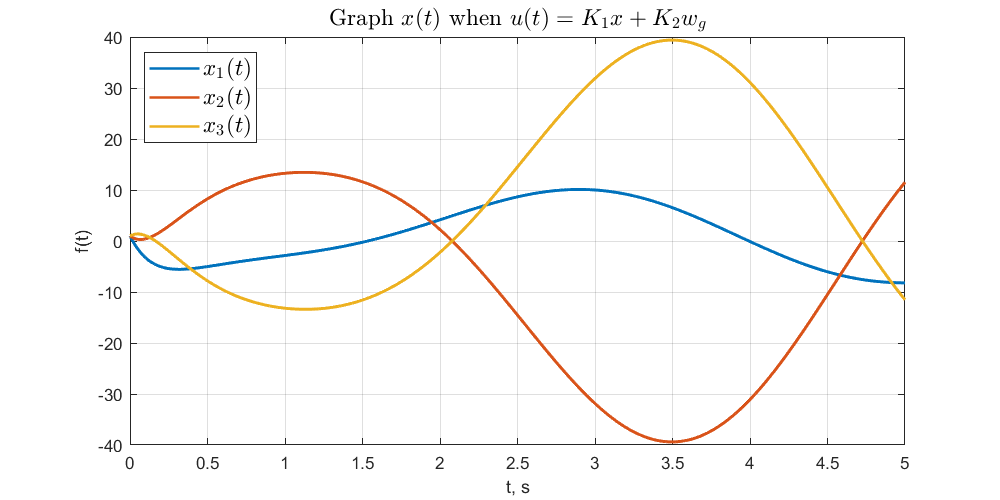 Graph x(t) when u(t) = K₁x + K₂w_g
x₁(t)
x₂(t)
x₃(t)
40
30
20
10
0
-10
-20
-30
-40
f(t)
0 0.5 1 1.5 2 2.5 3 3.5 4 4.5 5
t, s